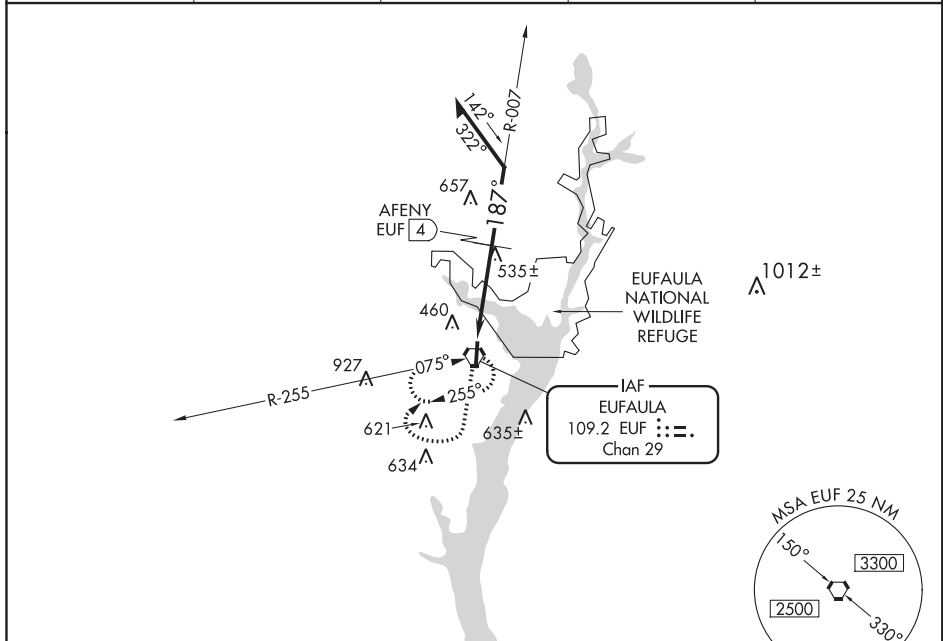 R-007
142°
322°
657
187°
AFENY
EUF 4
535±
1012±
EUFAULA
NATIONAL
WILDLIFE
REFUGE
460
927
075°
R-255
255°
IAF
EUFAULA
109.2 EUF
Chan 29
621
635±
634
MSA EUF 25 NM
150°
3300
2500
330°